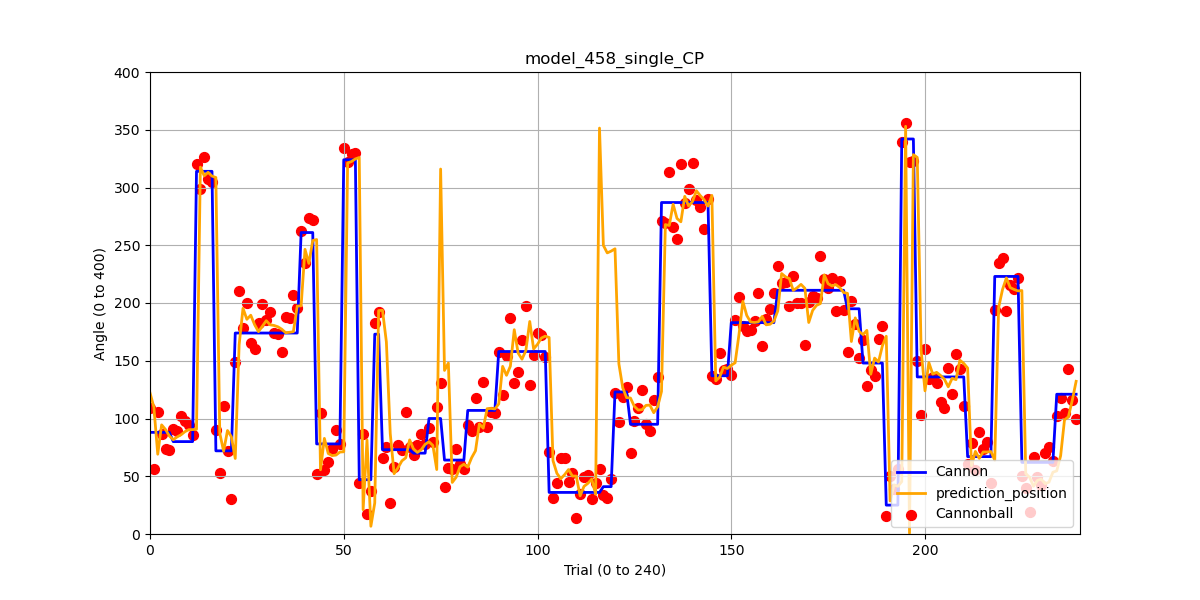 model_458_single_CP
400
350
300
250
200
150
100
50
0
Angle (0 to 400)
0
50
100
150
200
Trial (0 to 240)
Cannon
prediction_position
Cannonball